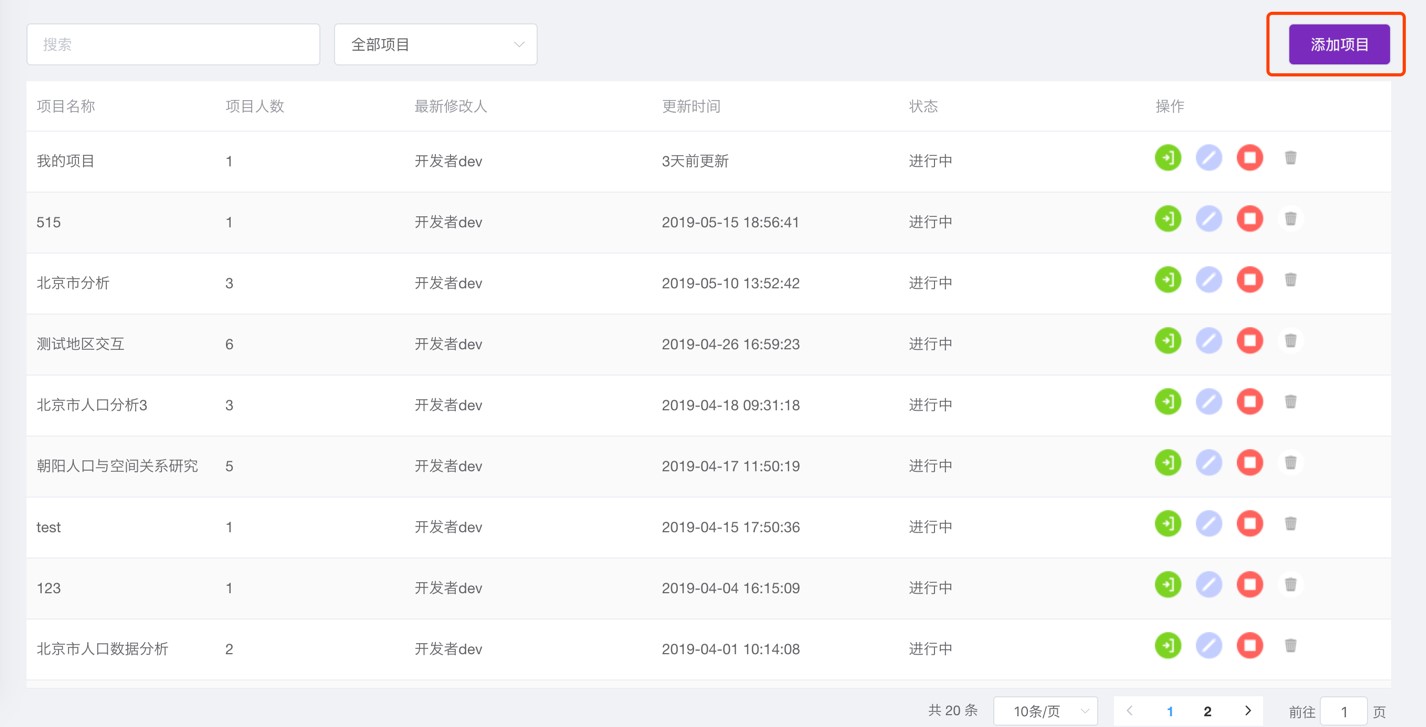 搜索 全部项目 添加项目
项目名称 项目人数 最新修改人 更新时间 状态 操作
我的项目 1 开发者dev 3天前更新 进行中
515 1 开发者dev 2019-05-15 18:56:41 进行中
北京市分析 3 开发者dev 2019-05-10 13:52:42 进行中
测试地区交互 6 开发者dev 2019-04-26 16:59:23 进行中
北京市人口分析3 3 开发者dev 2019-04-18 09:31:18 进行中
朝阳人口与空间关系研究 5 开发者dev 2019-04-17 11:50:19 进行中
test 1 开发者dev 2019-04-15 17:50:36 进行中
123 1 开发者dev 2019-04-04 16:15:09 进行中
北京市人口数据分析 2 开发者dev 2019-04-01 10:14:08 进行中
共 20 条 10条/页 1 2 前往 1 页